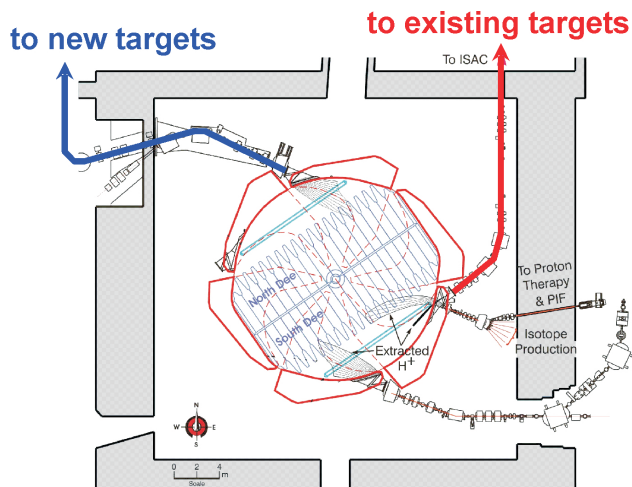 to new targets
to existing targets
To ISAC
North Dee
South Dee
To Proton
Therapy
& PIF
Isotope
Production
Extracted
H+
N
W
E
S
0 2 4
m
Scale